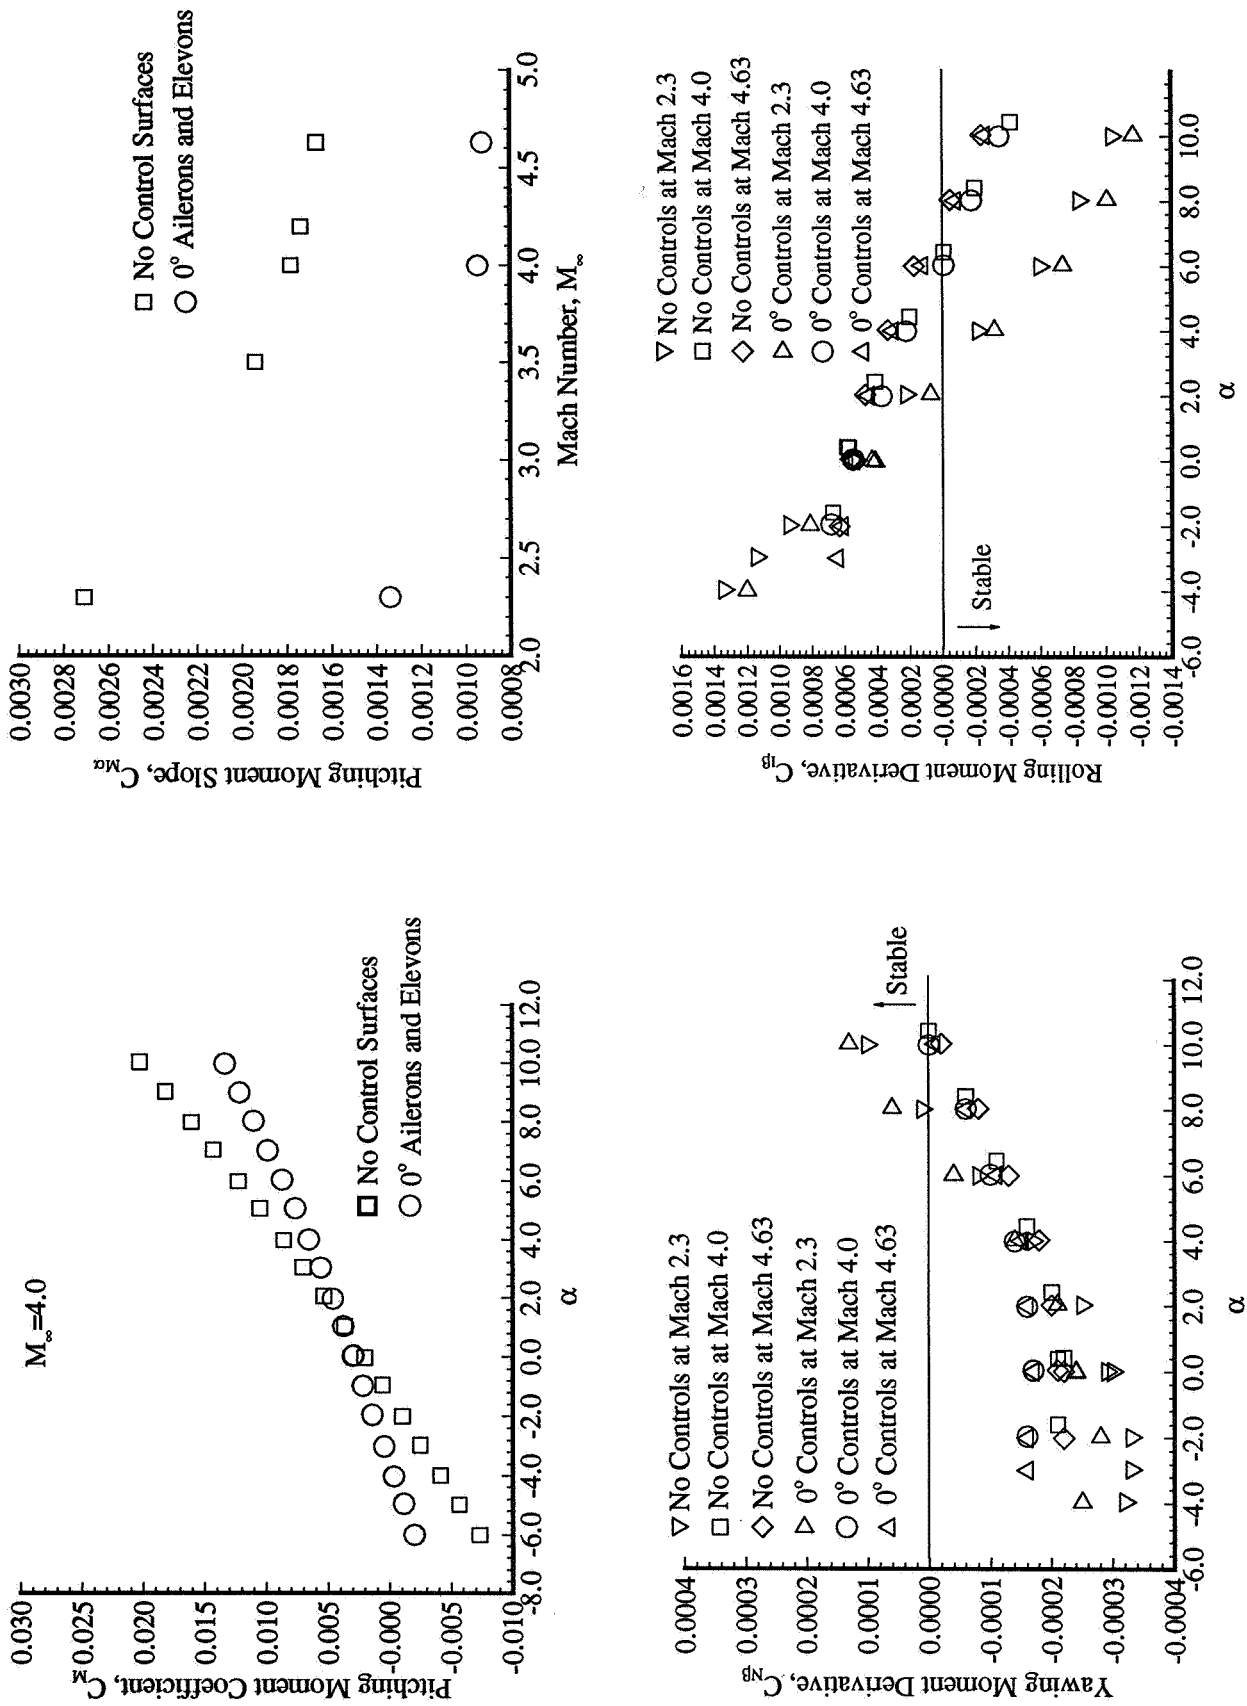 M∞=4.0
0.030
0.025
0.020
0.015
0.010
0.005
-0.000
-0.005
-0.010
Pitching Moment Coefficient, C_M
-8.0 -6.0 -4.0 -2.0 0.0 2.0 4.0 6.0 8.0 10.0 12.0
α
No Control Surfaces
0° Ailerons and Elevons
0.0030
0.0028
0.0026
0.0024
0.0022
0.0020
0.0018
0.0016
0.0014
0.0012
0.0010
0.0008
Pitching Moment Slope, C_Mα
2.0 2.5 3.0 3.5 4.0 4.5 5.0
Mach Number, M∞
No Control Surfaces
0° Ailerons and Elevons
0.0004
0.0003
0.0002
0.0001
0.0000
-0.0001
-0.0002
-0.0003
-0.0004
Yawing Moment Derivative, C_Nβ
-6.0 -4.0 -2.0 0.0 2.0 4.0 6.0 8.0 10.0 12.0
α
No Controls at Mach 2.3
No Controls at Mach 4.0
No Controls at Mach 4.63
0° Controls at Mach 2.3
0° Controls at Mach 4.0
0° Controls at Mach 4.63
Stable
0.0016
0.0014
0.0012
0.0010
0.0008
0.0006
0.0004
0.0002
-0.0000
-0.0002
-0.0004
-0.0006
-0.0008
-0.0010
-0.0012
-0.0014
Rolling Moment Derivative, C_lβ
-6.0 -4.0 -2.0 0.0 2.0 4.0 6.0 8.0 10.0
α
No Controls at Mach 2.3
No Controls at Mach 4.0
No Controls at Mach 4.63
0° Controls at Mach 2.3
0° Controls at Mach 4.0
0° Controls at Mach 4.63
Stable